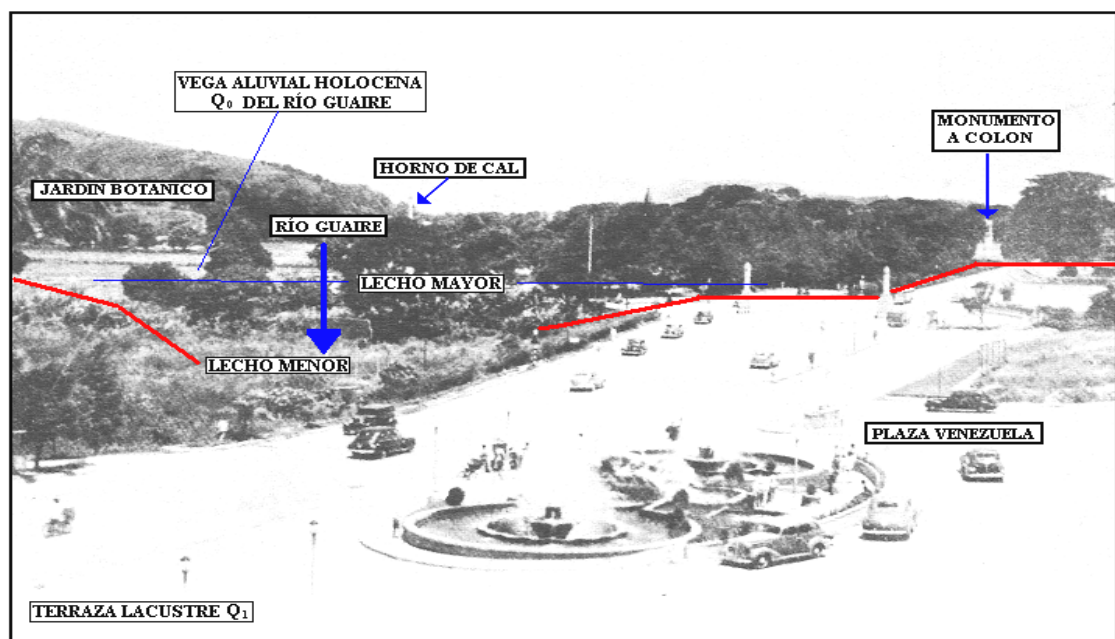 VEGA ALUVIAL HOLOCENA
Q₀ DEL RÍO GUAIRE
MONUMENTO
A COLON
HORNO DE CAL
JARDIN BOTANICO
RÍO GUAIRE
LECHO MAYOR
LECHO MENOR
PLAZA VENEZUELA
TERRAZA LACUSTRE Q₁